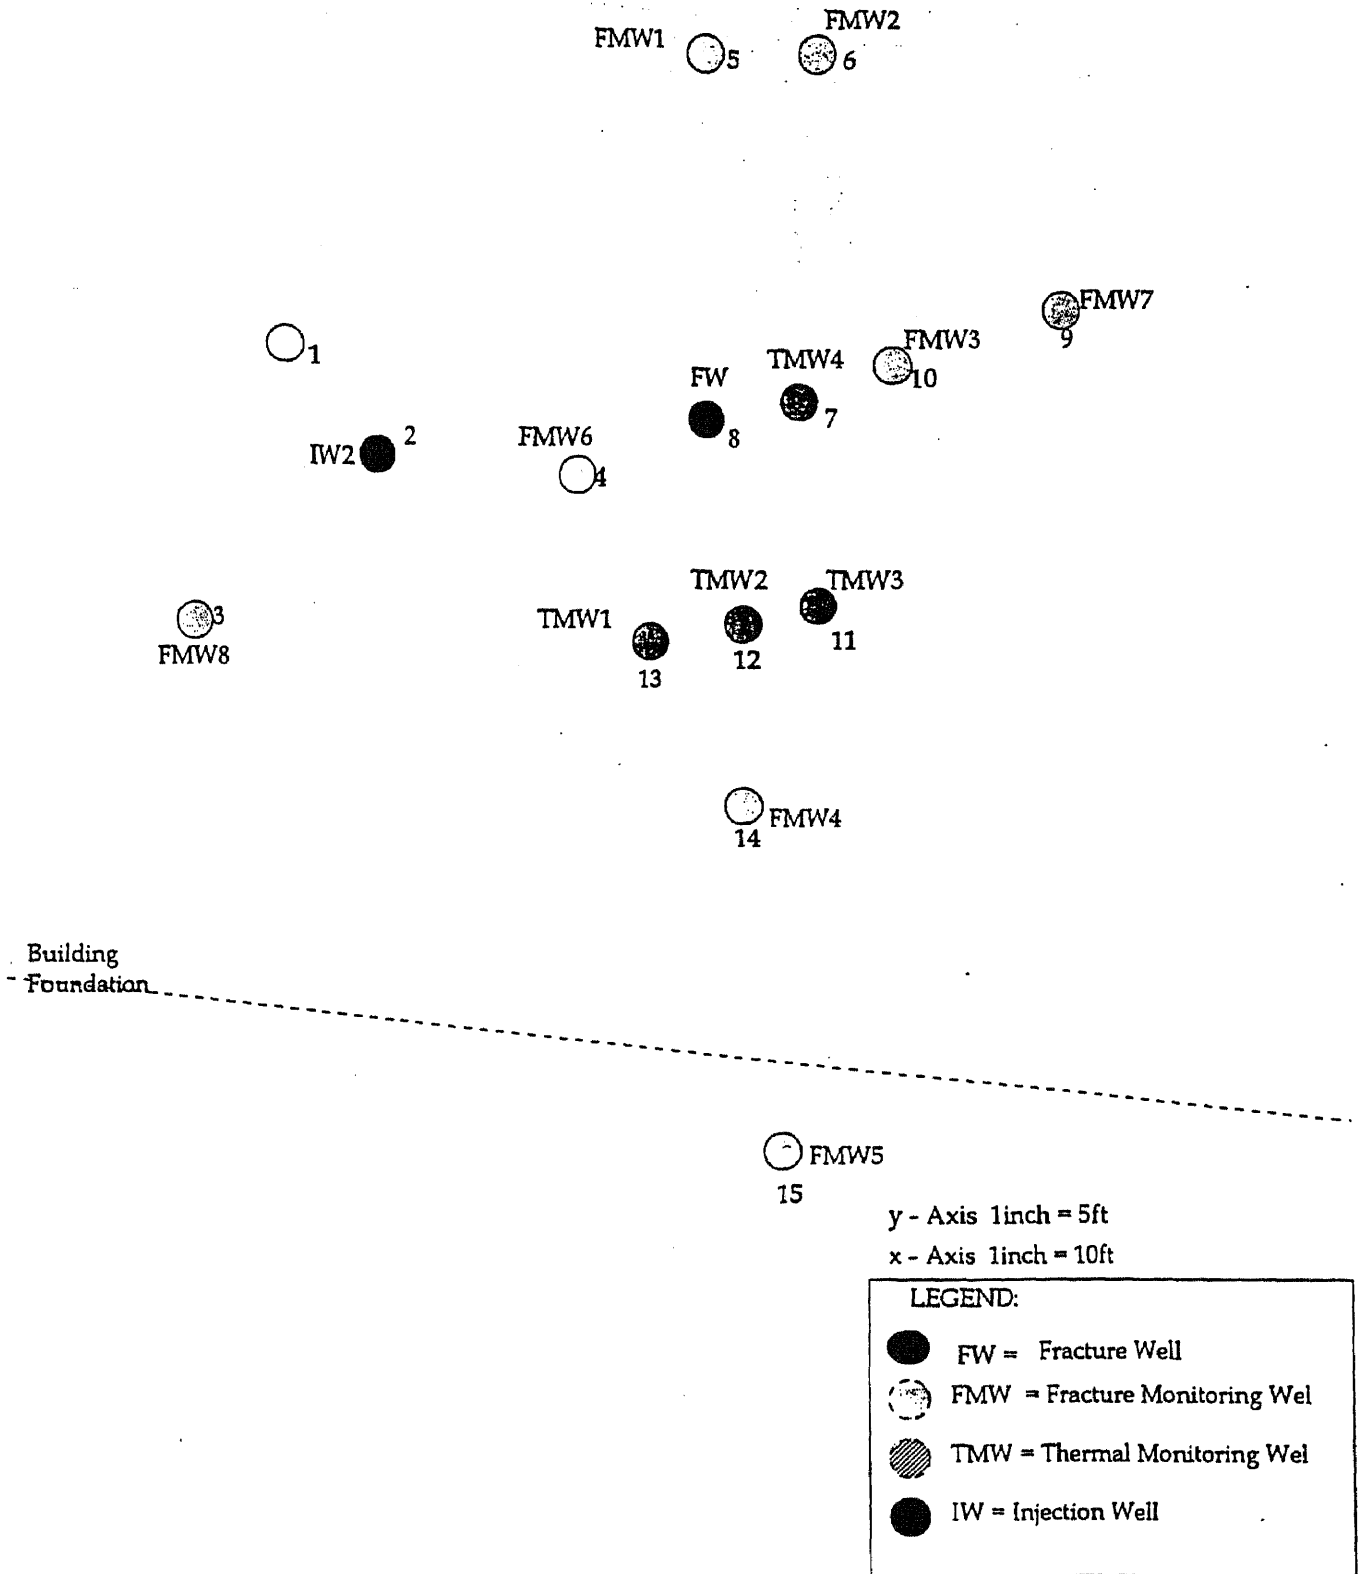 FMW2
FMW1
5
6
FMW7
9
FMW3
10
1
TMW4
7
FW
8
2
IW2
FMW6
4
TMW2
TMW3
3
TMW1
11
FMW8
12
13
14
FMW4
Building
Foundation
FMW5
15
y - Axis 1inch = 5ft
x - Axis 1inch = 10ft
LEGEND:
FW = Fracture Well
FMW = Fracture Monitoring Wel
TMW = Thermal Monitoring Wel
IW = Injection Well